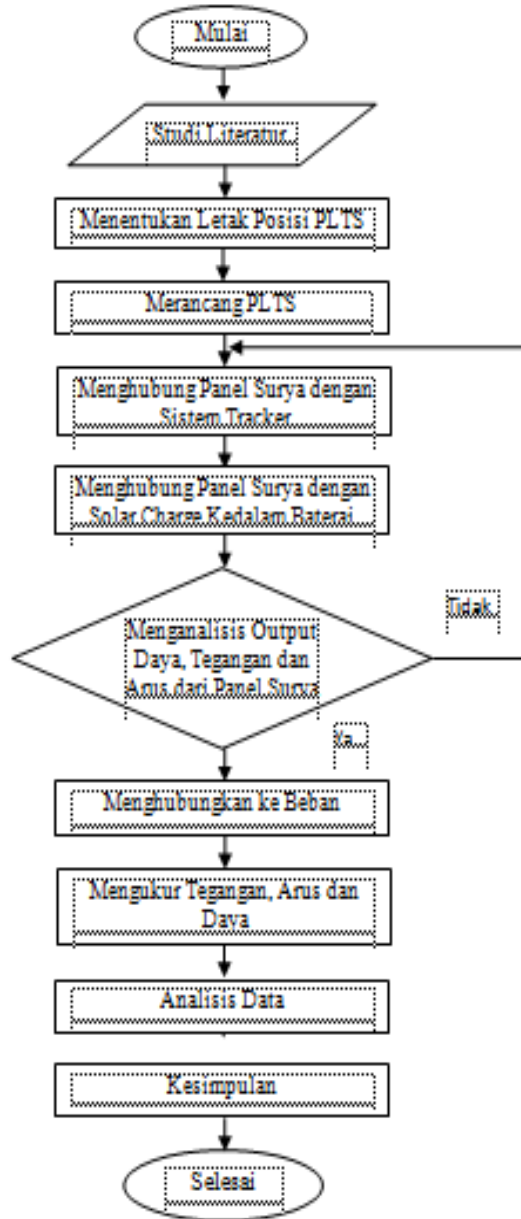 Mulai
Studi Literatur
Menentukan Letak Posisi PLTS
Merancang PLTS
Menghubung Panel Surya dengan
Sistem Tracker
Menghubung Panel Surya dengan
Solar Charge Kedalam Baterai
Menganalisis Output
Daya, Tegangan dan
Arus dari Panel Surya
Tidak
Ya
Menghubungkan ke Beban
Mengukur Tegangan, Arus dan
Daya
Analisis Data
Kesimpulan
Selesai